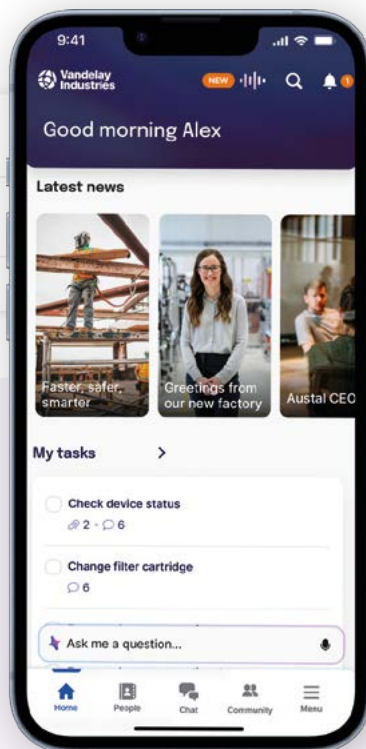 9:41
Vandelay
Industries
NEW
1
Good morning Alex
Latest news
Faster, safer,
smarter
Greetings from
our new factory
Austal CEO
My tasks
Check device status
2 - 6
Change filter cartridge
6
Ask me a question...
Home
People
Chat
Community
Menu